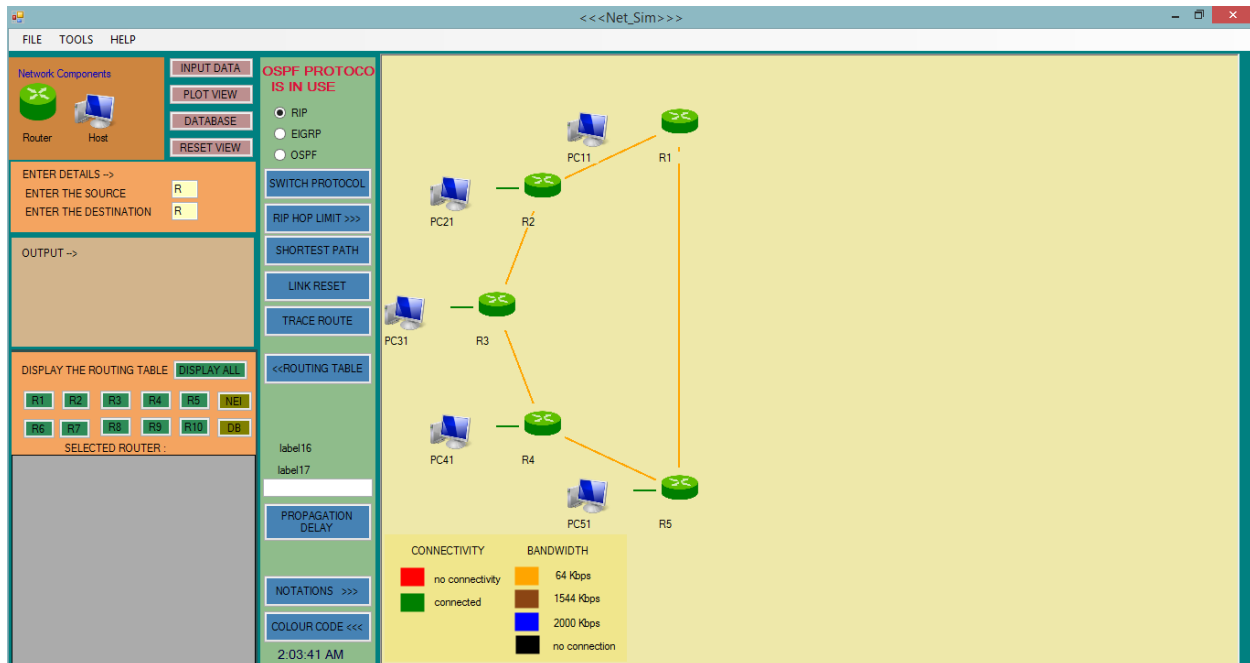 <<<Net_Sim>>>
FILE TOOLS HELP
Network Components
Router Host
INPUT DATA
PLOT VIEW
DATABASE
RESET VIEW
ENTER DETAILS -->
ENTER THE SOURCE R
ENTER THE DESTINATION R
OUTPUT -->
DISPLAY THE ROUTING TABLE DISPLAY ALL
R1 R2 R3 R4 R5 NEI
R6 R7 R8 R9 R10 DB
SELECTED ROUTER :
OSPF PROTOCO
IS IN USE
RIP
EIGRP
OSPF
SWITCH PROTOCOL
RIP HOP LIMIT >>>
SHORTEST PATH
LINK RESET
TRACE ROUTE
<<ROUTING TABLE
label16
label17
PROPAGATION
DELAY
NOTATIONS >>>
COLOUR CODE <<<
2:03:41 AM
PC11 R1
PC21 R2
PC31 R3
PC41 R4
PC51 R5
CONNECTIVITY
no connectivity
connected
BANDWIDTH
64 Kbps
1544 Kbps
2000 Kbps
no connection